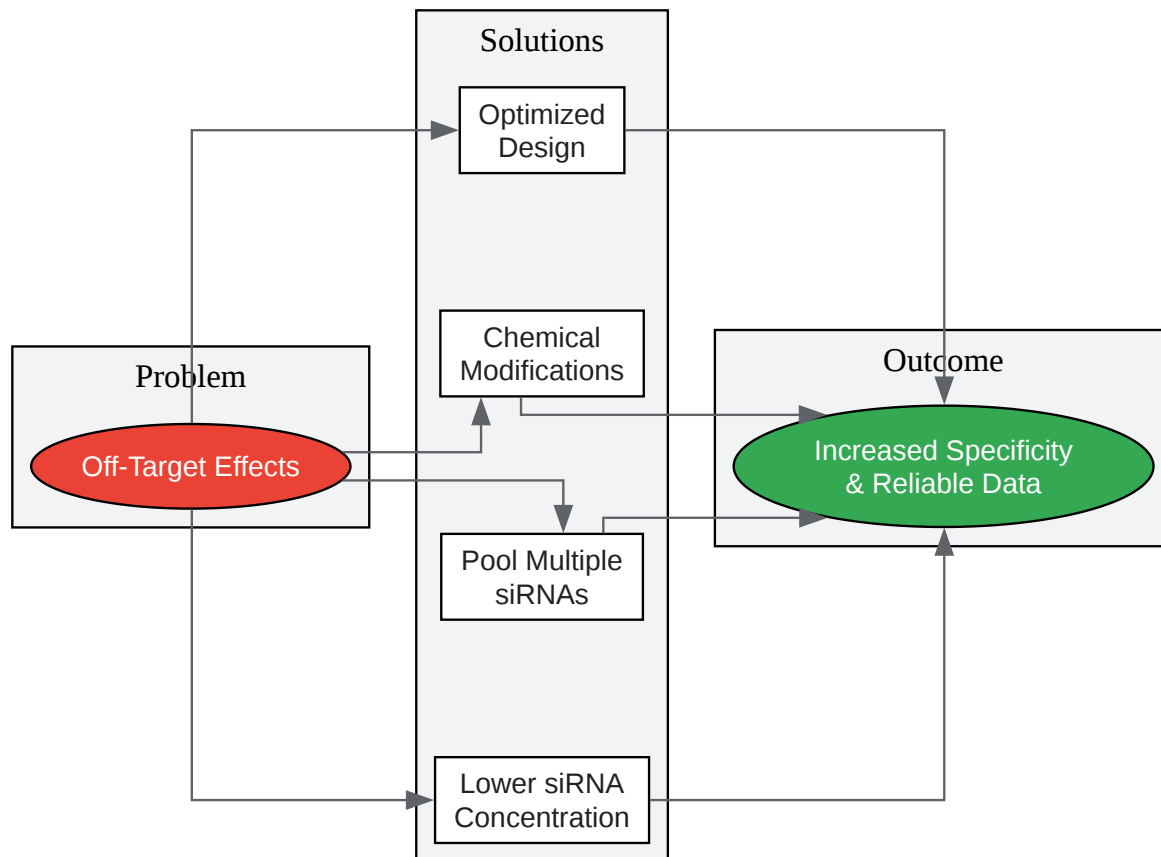 Solutions
Optimized
Design
Chemical
Modifications
Problem
Outcome
Off-Target Effects
Increased Specificity
& Reliable Data
Pool Multiple
siRNAs
Lower siRNA
Concentration